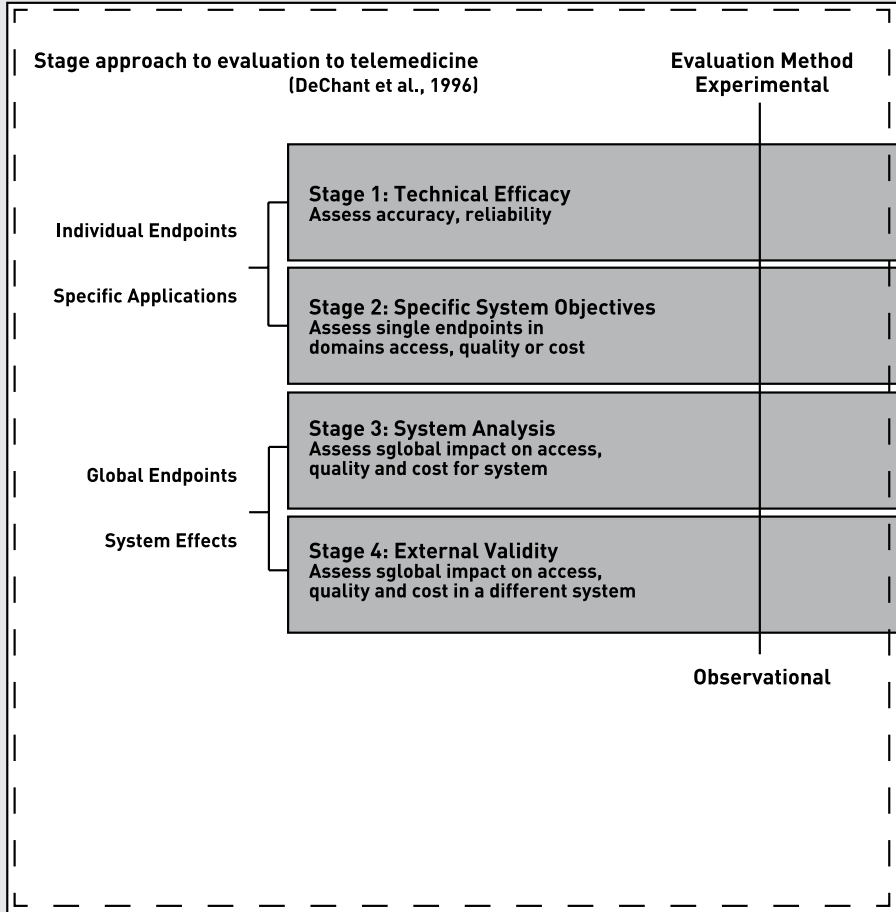 Stage approach to evaluation to telemedicine
(DeChant et al., 1996)
Evaluation Method
Experimental
Individual Endpoints
Specific Applications
Stage 1: Technical Efficacy
Assess accuracy, reliability
Stage 2: Specific System Objectives
Assess single endpoints in
domains access, quality or cost
Global Endpoints
System Effects
Stage 3: System Analysis
Assess sglobal impact on access,
quality and cost for system
Stage 4: External Validity
Assess sglobal impact on access,
quality and cost in a different system
Observational